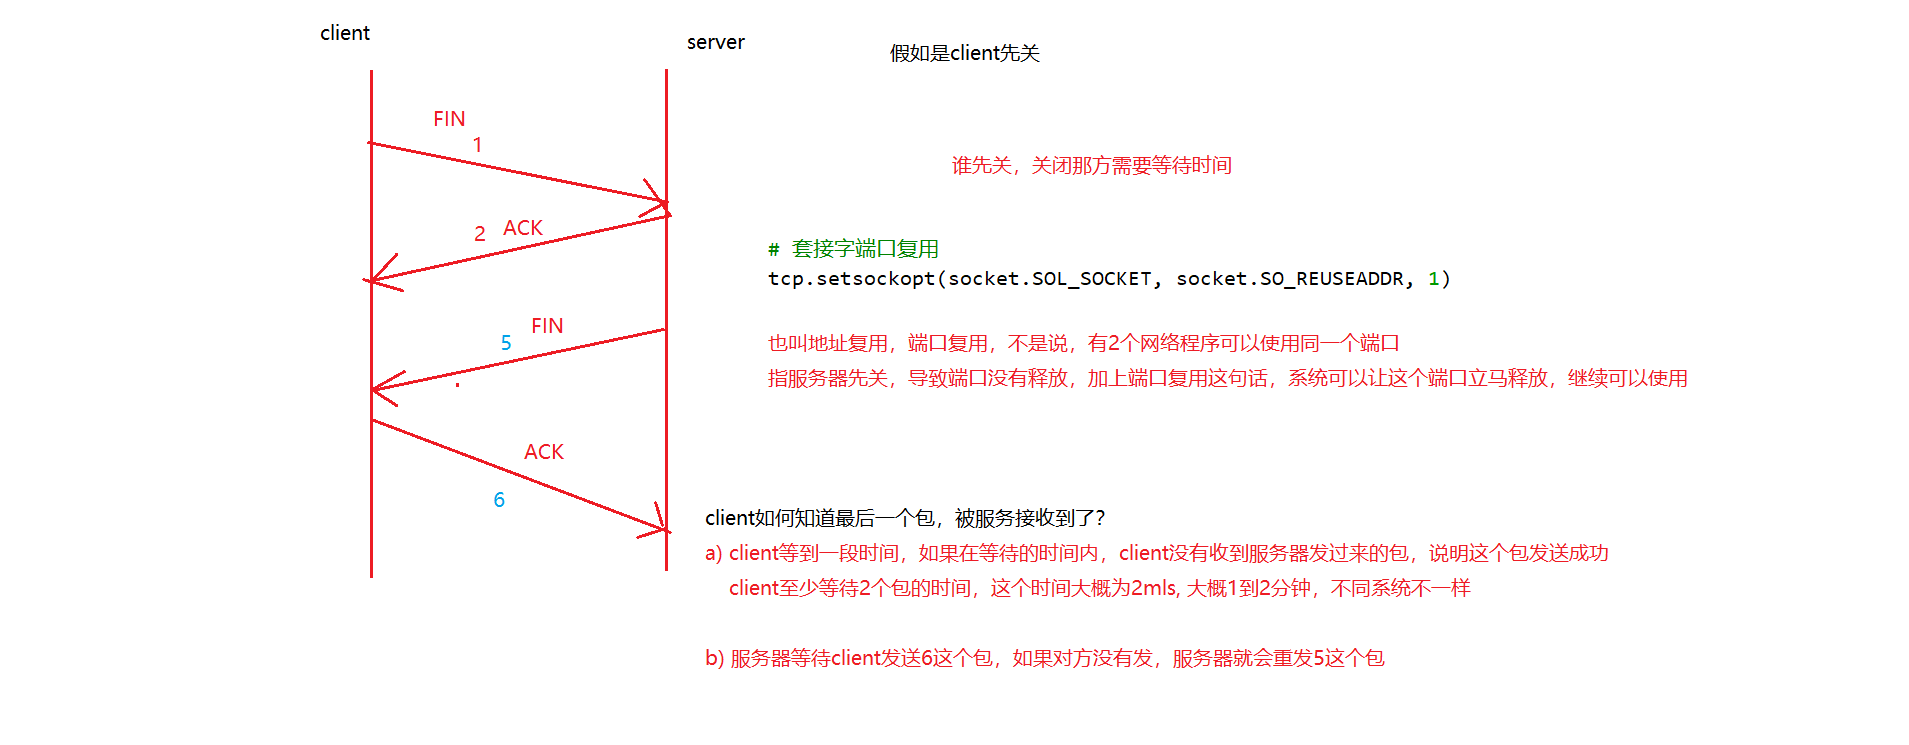 client
server
假如是client先关
FIN
1
谁先关，关闭那方需要等待时间
2 ACK
# 套接字端口复用
tcp.setsockopt(socket.SOL_SOCKET, socket.SO_REUSEADDR, 1)
FIN
5
也叫地址复用，端口复用，不是说，有2个网络程序可以使用同一个端口
指服务器先关，导致端口没有释放，加上端口复用这句话，系统可以让这个端口立马释放，继续可以使用
ACK
6
client如何知道最后一个包，被服务接收到了?
a) client等到一段时间，如果在等待的时间内，client没有收到服务器发过来的包，说明这个包发送成功
client至少等待2个包的时间，这个时间大概为2mls, 大概1到2分钟，不同系统不一样
b) 服务器等待client发送6这个包，如果对方没有发，服务器就会重发5这个包